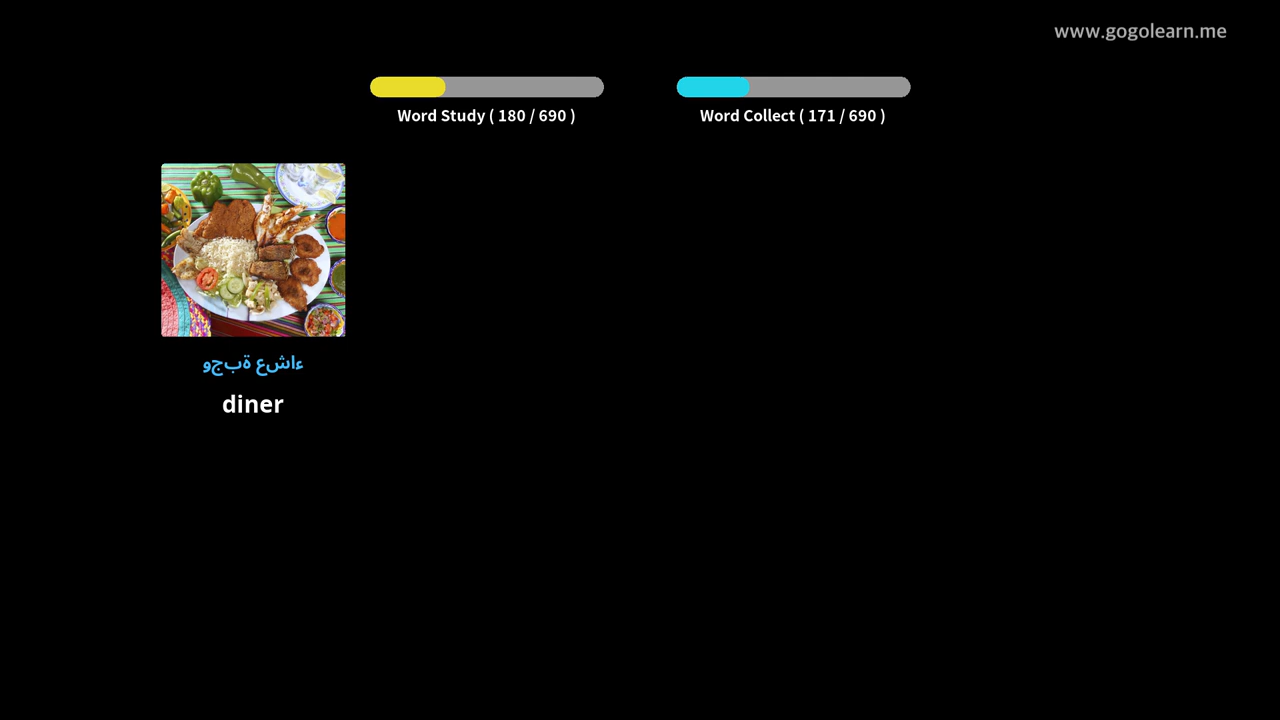 www.gogolearn.me
Word Study ( 180 / 690 )
Word Collect ( 171 / 690 )
ءاشع ةبجو
diner